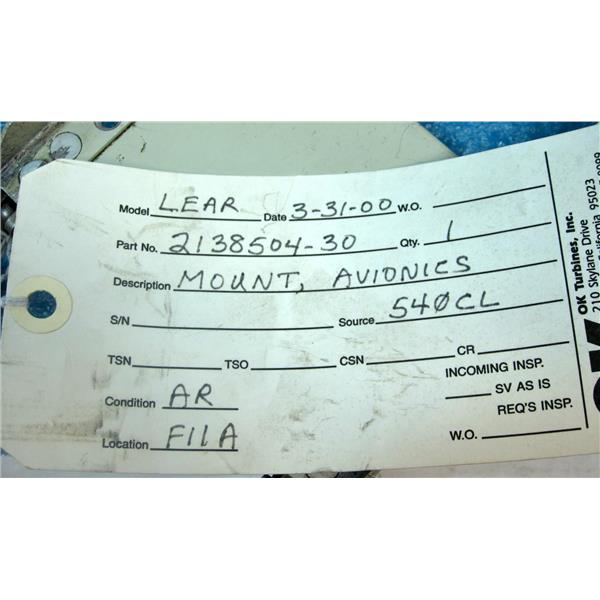 Model LEAR Date 3-31-00 W.O.
Part No. 2138504-30 Qty. 1
Description MOUNT, AVIONICS
S/N Source 540CL
TSN TSO CSN CR
INCOMING INSP.
Condition AR SV AS IS
REQ'S INSP.
Location F11A W.O.
OK Turbines, Inc.
210 Skylane Drive
California 95023